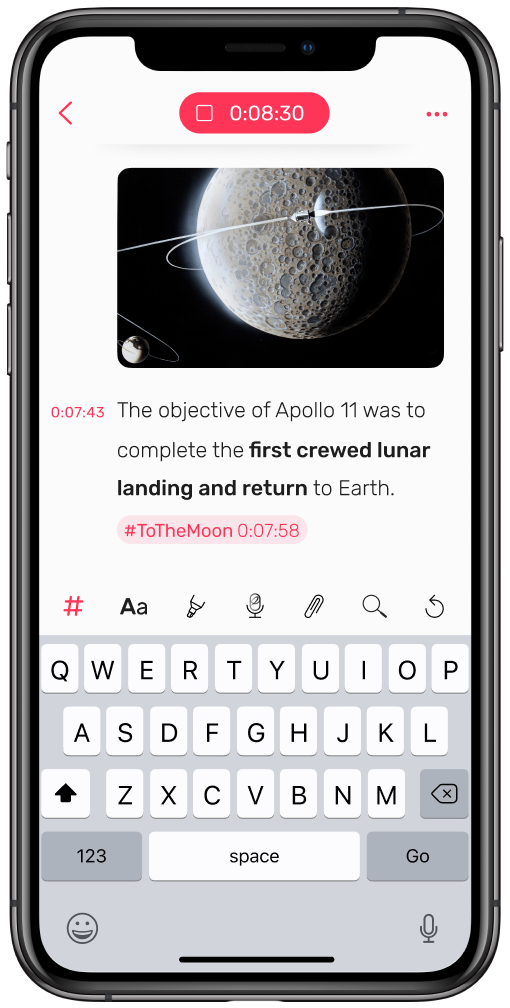 0:08:30
0:07:43 The objective of Apollo 11 was to
complete the first crewed lunar
landing and return to Earth.
#ToTheMoon 0:07:58
# Aa
Q W E R T Y U I O P
A S D F G H J K L
Z X C V B N M
123 space Go